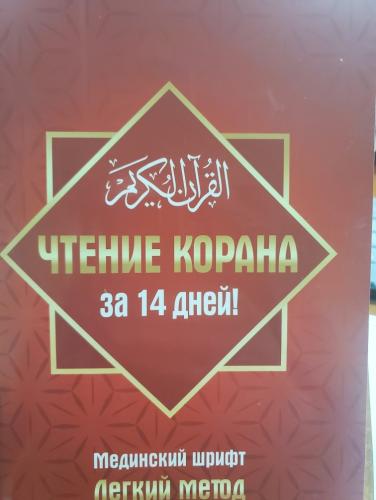 القرآن الكريم
ЧТЕНИЕ КОРАНА
за 14 дней!
Мединский шрифт
Легкий метод